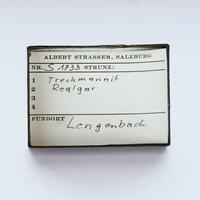 ALBERT STRASSER, SALZBURG
NR. S 1733 STRUNZ:
1 Trechmannit
2 Realgar
3
4
FUNDORT Lengenbach